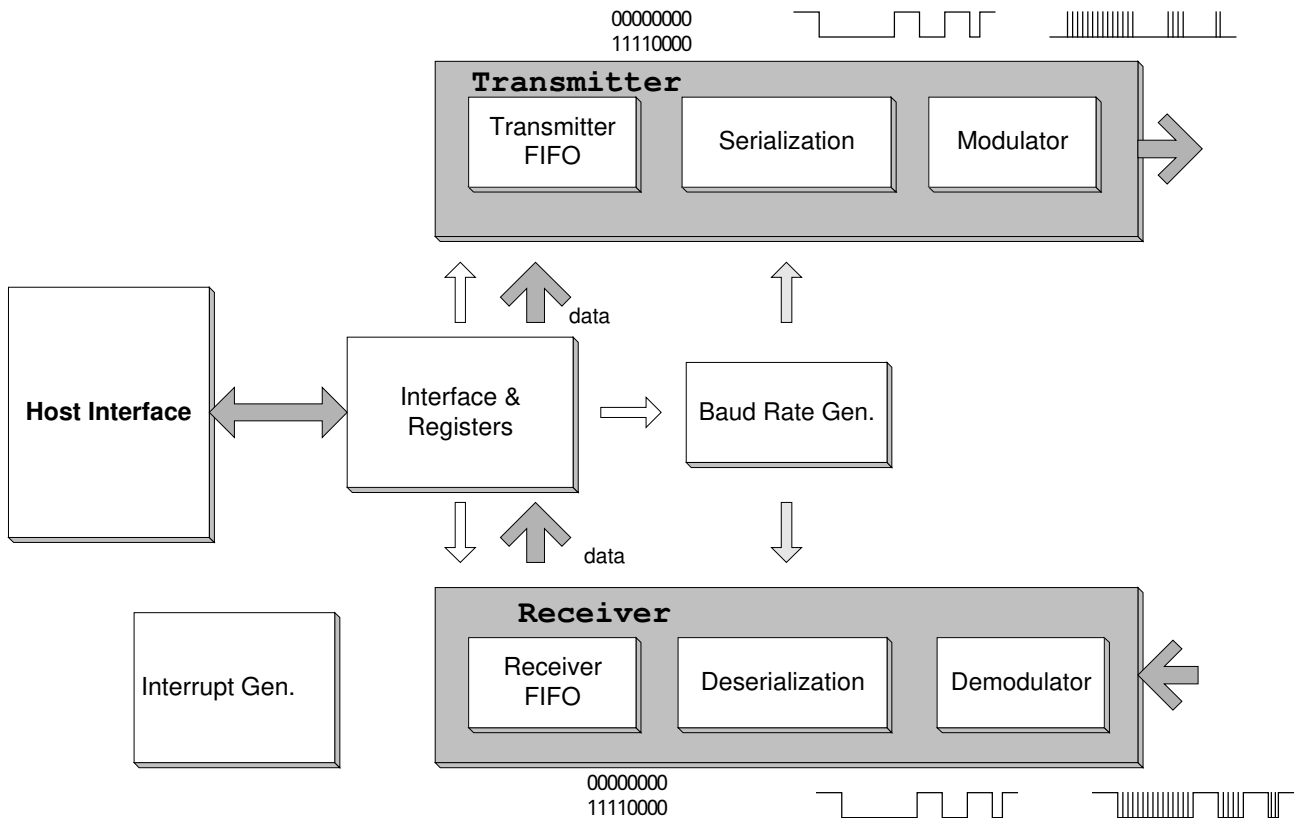 00000000
11110000
Transmitter
Transmitter
FIFO
Serialization
Modulator
data
Host Interface
Interface &
Registers
Baud Rate Gen.
data
Receiver
Interrupt Gen.
Receiver
FIFO
Deserialization
Demodulator
00000000
11110000